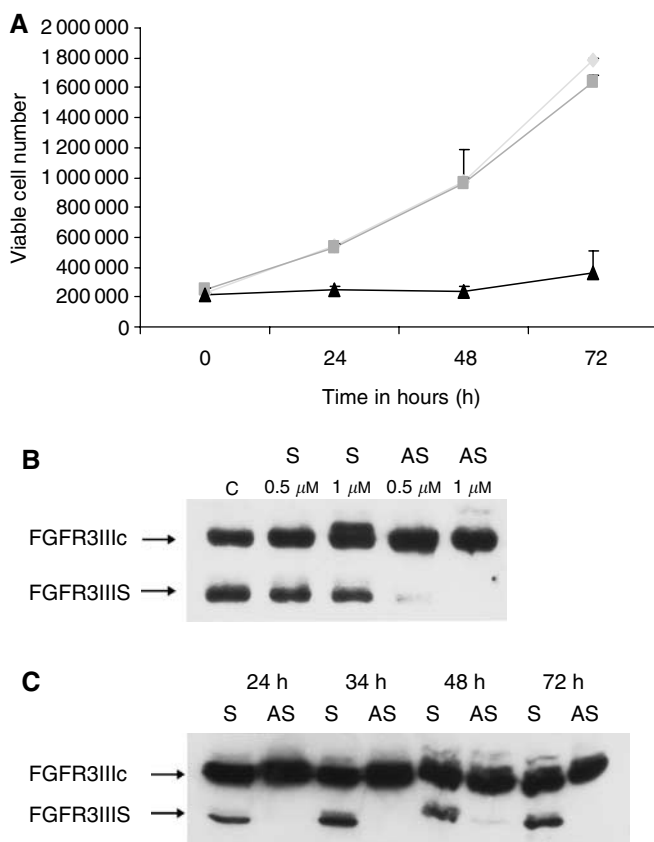 A
2 000 000
1 800 000
1 600 000
1 400 000
1 200 000
1 000 000
800 000
600 000
400 000
200 000
0
Viable cell number
0 24 48 72
Time in hours (h)
B
S S AS AS
C 0.5 μM 1 μM 0.5 μM 1 μM
FGFR3IIIc
FGFR3IIIS
C
24 h 34 h 48 h 72 h
S AS S AS S AS S AS
FGFR3IIIc
FGFR3IIIS